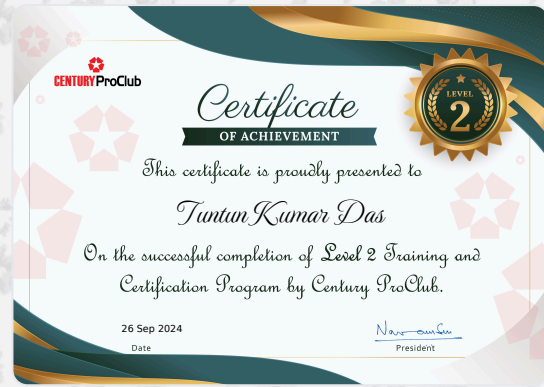 CENTURY ProClub
LEVEL
2
Certificate
OF ACHIEVEMENT
This certificate is proudly presented to
Tuntun Kumar Das
On the successful completion of Level 2 Training and
Certification Program by Century ProClub.
26 Sep 2024
Date
President